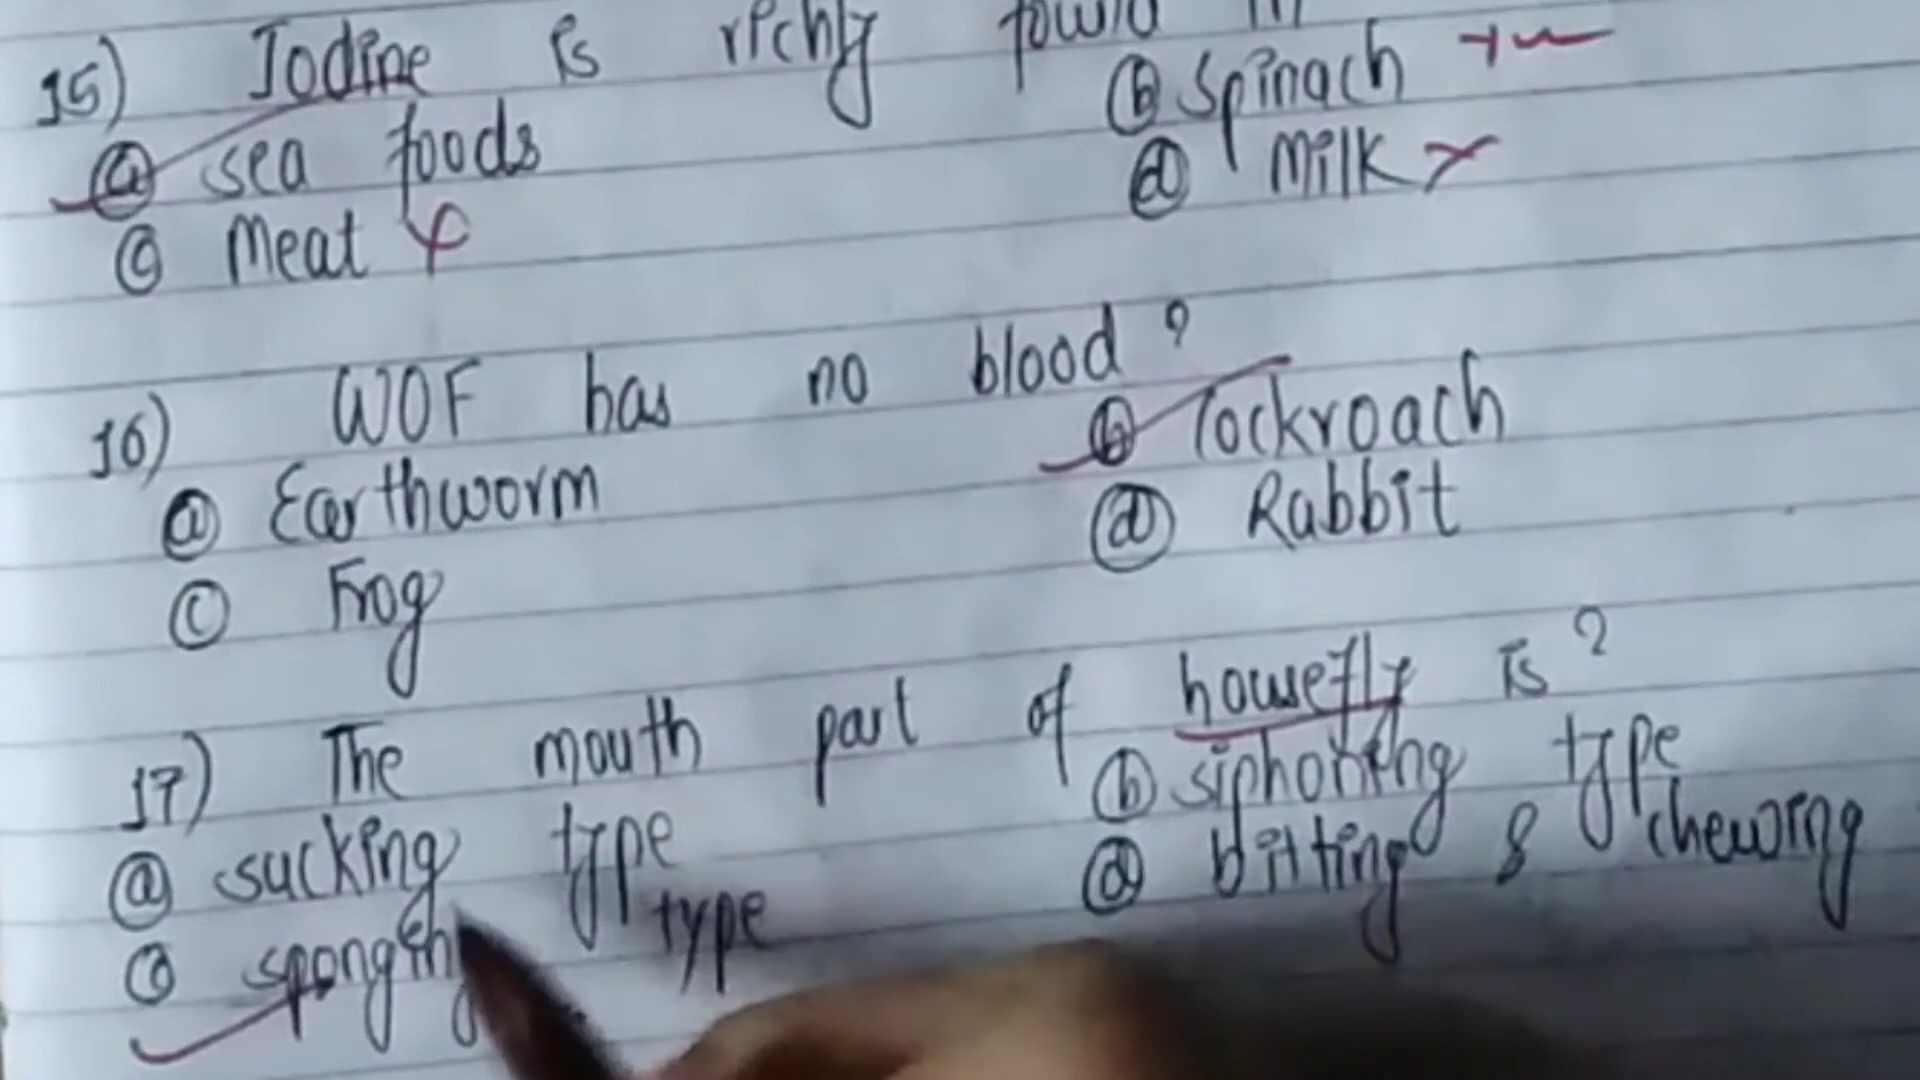 15) Iodine is richly found in
ⓐ sea foods ⓑ spinach
ⓒ Meat ⓓ Milk
16) WOF has no blood ?
ⓐ Earthworm ⓑ Cockroach
ⓒ Frog ⓓ Rabbit
17) The mouth part of housefly is ?
ⓐ sucking type ⓑ siphoning type
ⓒ sponging type ⓓ bitting & chewing